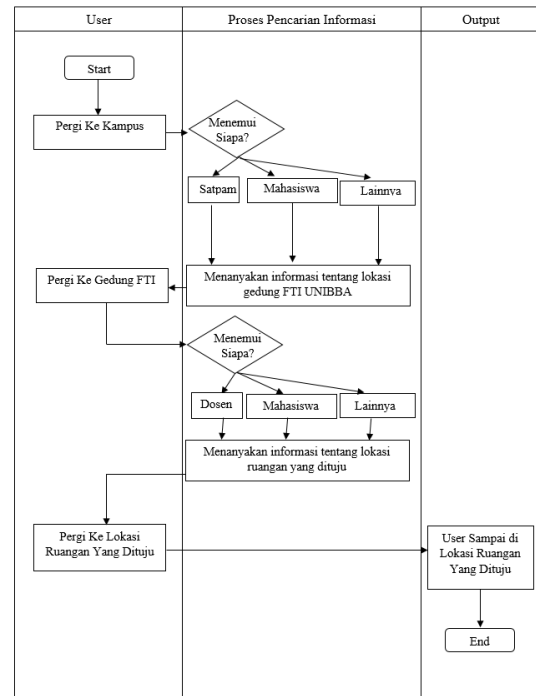 User
Proses Pencarian Informasi
Output
Start
Pergi Ke Kampus
Menemui
Siapa?
Satpam
Mahasiswa
Lainnya
Menanyakan informasi tentang lokasi
gedung FTI UNIBBA
Pergi Ke Gedung FTI
Menemui
Siapa?
Dosen
Mahasiswa
Lainnya
Menanyakan informasi tentang lokasi
ruangan yang dituju
Pergi Ke Lokasi
Ruangan Yang Dituju
User Sampai di
Lokasi Ruangan
Yang Dituju
End